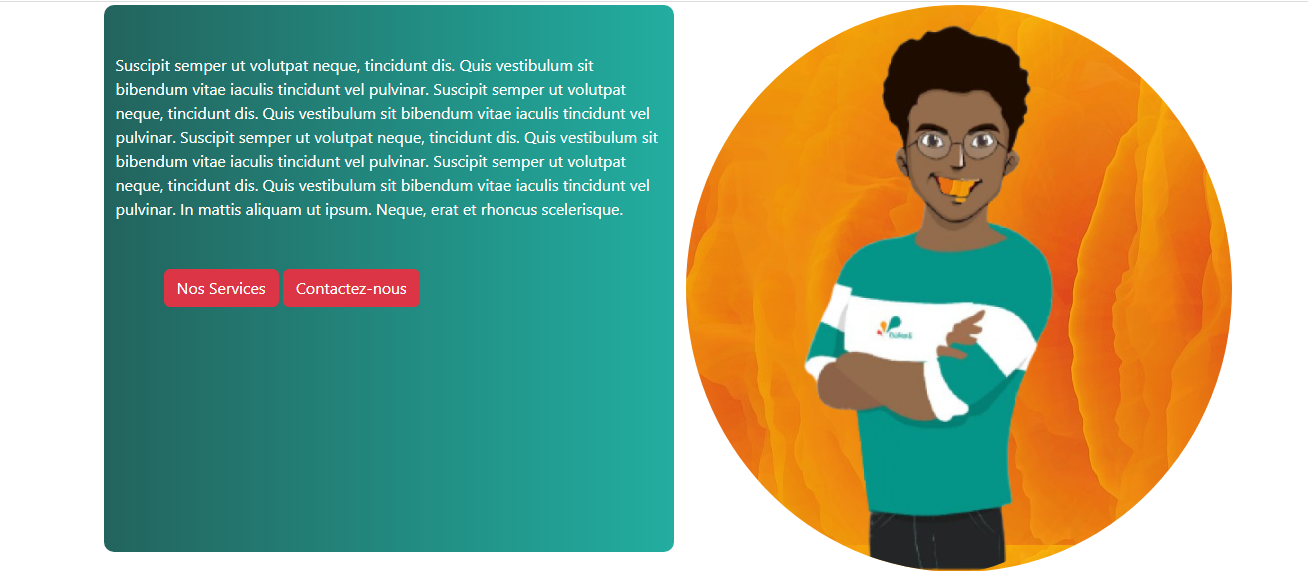 Suscipit semper ut volutpat neque, tincidunt dis. Quis vestibulum sit
bibendum vitae iaculis tincidunt vel pulvinar. Suscipit semper ut volutpat
neque, tincidunt dis. Quis vestibulum sit bibendum vitae iaculis tincidunt vel
pulvinar. Suscipit semper ut volutpat neque, tincidunt dis. Quis vestibulum sit
bibendum vitae iaculis tincidunt vel pulvinar. Suscipit semper ut volutpat
neque, tincidunt dis. Quis vestibulum sit bibendum vitae iaculis tincidunt vel
pulvinar. In mattis aliquam ut ipsum. Neque, erat et rhoncus scelerisque.
Nos Services
Contactez-nous